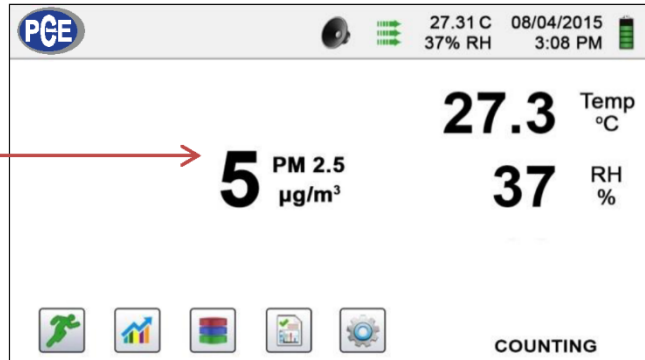 PCE
27.31 C 08/04/2015
37% RH 3:08 PM
27.3 Temp °C
5 PM 2.5 µg/m³
37 RH %
COUNTING